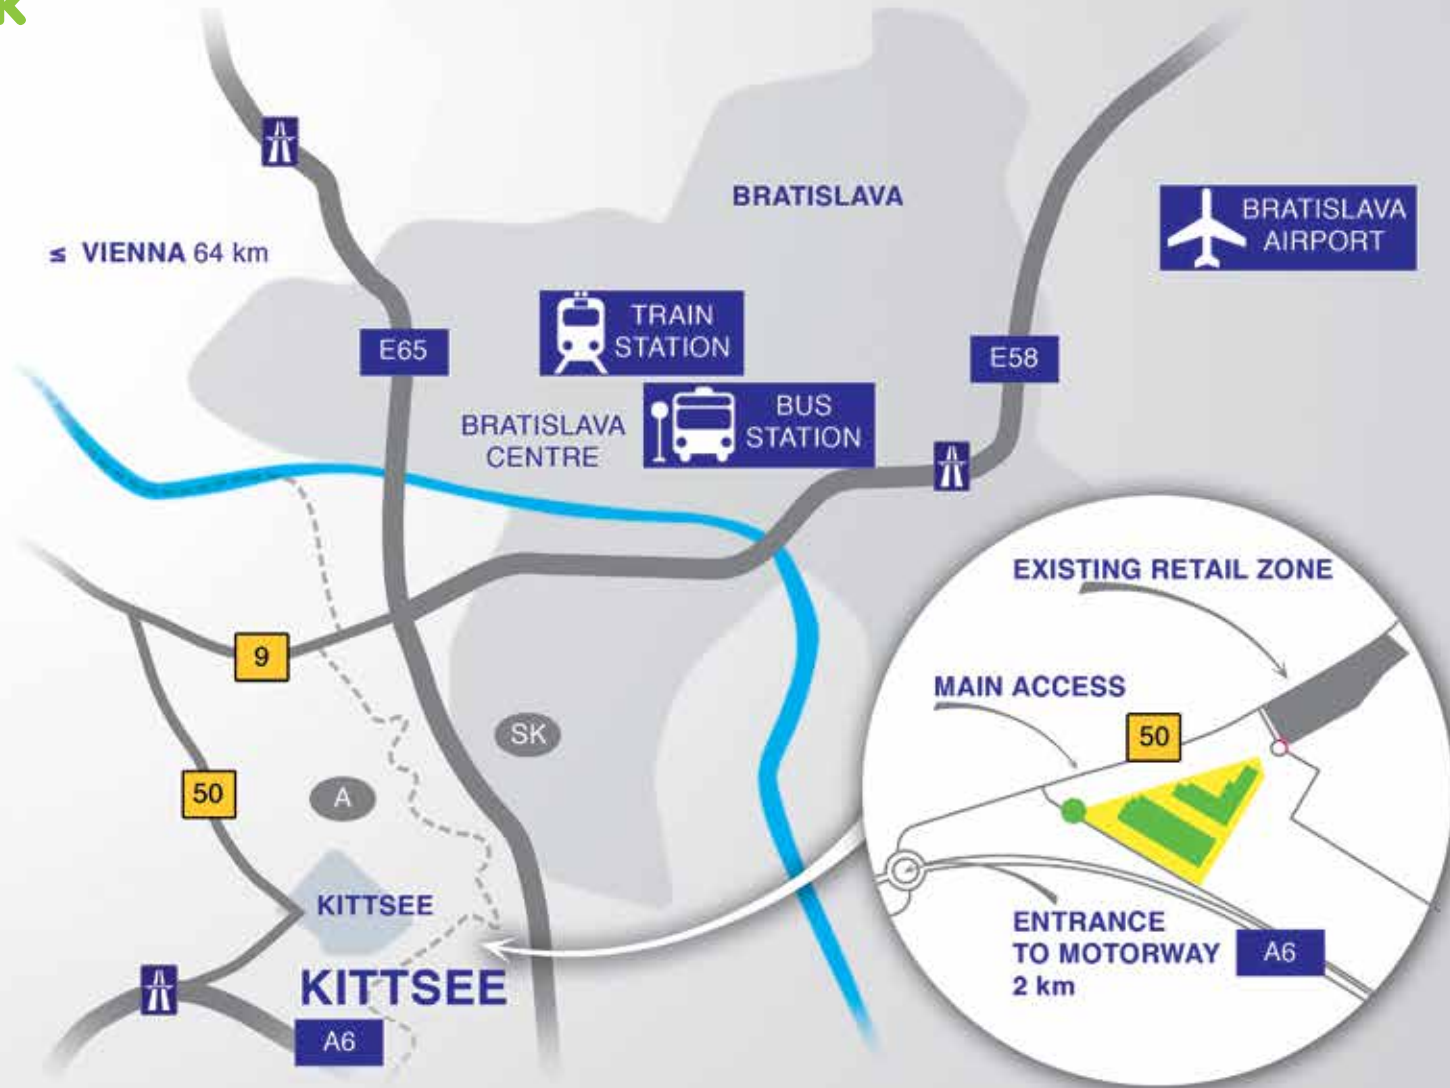 k
BRATISLAVA
BRATISLAVA
AIRPORT
≤ VIENNA 64 km
TRAIN
STATION
E65
E58
BUS
STATION
BRATISLAVA
CENTRE
EXISTING RETAIL ZONE
9
MAIN ACCESS
SK
50
50
A
KITTSEE
ENTRANCE
TO MOTORWAY
2 km
A6
KITTSEE
A6